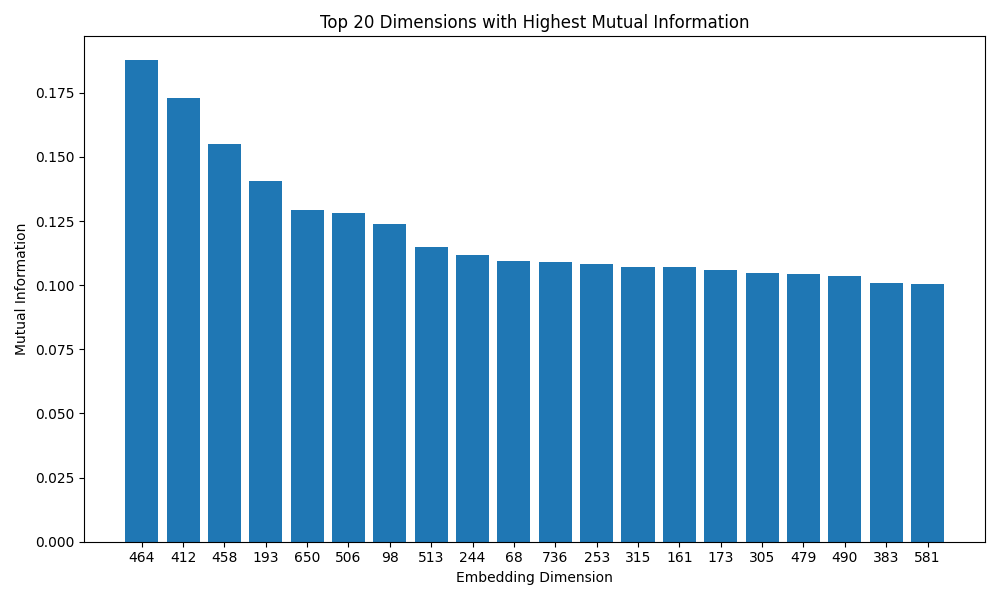 Top 20 Dimensions with Highest Mutual Information
Mutual Information
0.175
0.150
0.125
0.100
0.075
0.050
0.025
0.000
464 412 458 193 650 506 98 513 244 68 736 253 315 161 173 305 479 490 383 581
Embedding Dimension